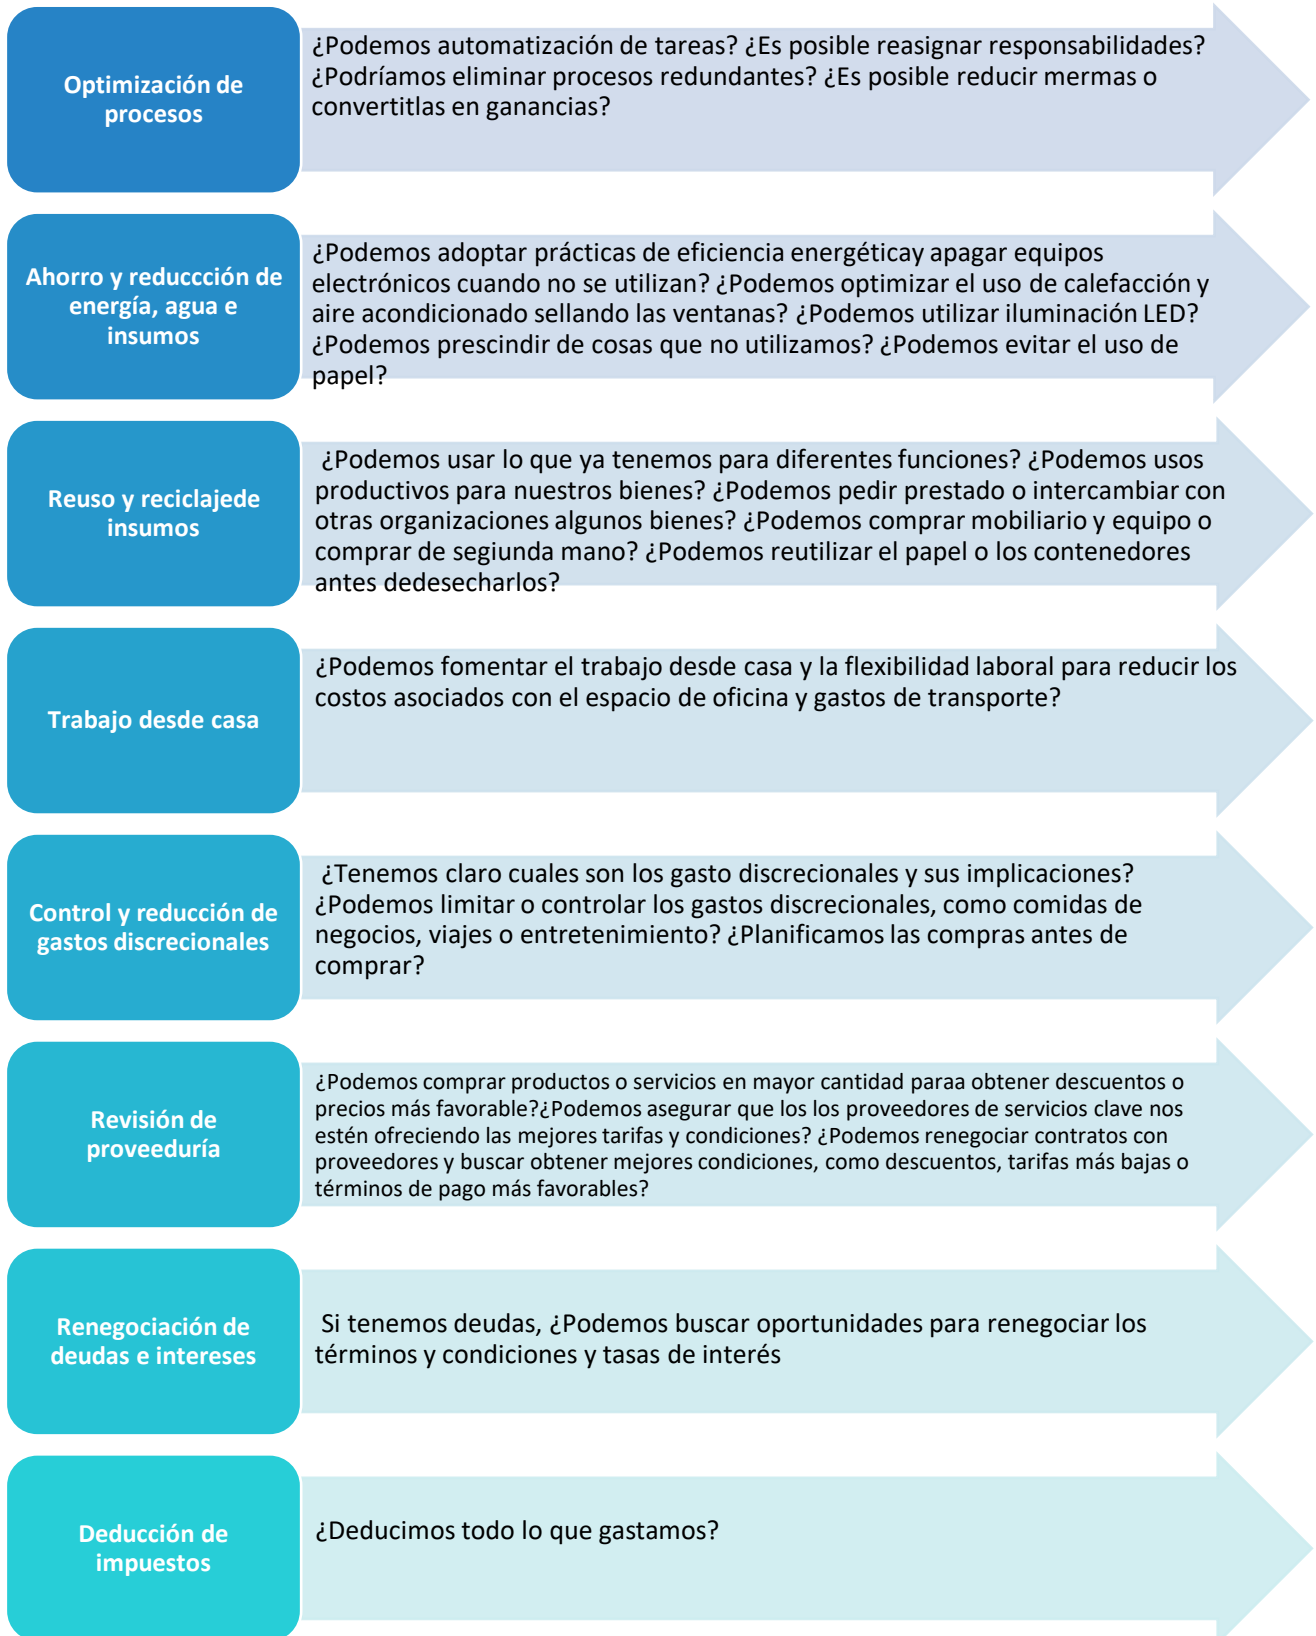 Optimización de
procesos
¿Podemos automatización de tareas? ¿Es posible reasignar responsabilidades?
¿Podríamos eliminar procesos redundantes? ¿Es posible reducir mermas o
convertitlas en ganancias?
Ahorro y reduccción de
energía, agua e
insumos
¿Podemos adoptar prácticas de eficiencia energéticay apagar equipos
electrónicos cuando no se utilizan? ¿Podemos optimizar el uso de calefacción y
aire acondicionado sellando las ventanas? ¿Podemos utilizar iluminación LED?
¿Podemos prescindir de cosas que no utilizamos? ¿Podemos evitar el uso de
papel?
Reuso y reciclajede
insumos
¿Podemos usar lo que ya tenemos para diferentes funciones? ¿Podemos usos
productivos para nuestros bienes? ¿Podemos pedir prestado o intercambiar con
otras organizaciones algunos bienes? ¿Podemos comprar mobiliario y equipo o
comprar de segiunda mano? ¿Podemos reutilizar el papel o los contenedores
antes dedesecharlos?
Trabajo desde casa
¿Podemos fomentar el trabajo desde casa y la flexibilidad laboral para reducir los
costos asociados con el espacio de oficina y gastos de transporte?
Control y reducción de
gastos discrecionales
¿Tenemos claro cuales son los gasto discrecionales y sus implicaciones?
¿Podemos limitar o controlar los gastos discrecionales, como comidas de
negocios, viajes o entretenimiento? ¿Planificamos las compras antes de
comprar?
Revisión de
proveeduría
¿Podemos comprar productos o servicios en mayor cantidad paraa obtener descuentos o
precios más favorable?¿Podemos asegurar que los los proveedores de servicios clave nos
estén ofreciendo las mejores tarifas y condiciones? ¿Podemos renegociar contratos con
proveedores y buscar obtener mejores condiciones, como descuentos, tarifas más bajas o
términos de pago más favorables?
Renegociación de
deudas e intereses
Si tenemos deudas, ¿Podemos buscar oportunidades para renegociar los
términos y condiciones y tasas de interés
Deducción de
impuestos
¿Deducimos todo lo que gastamos?